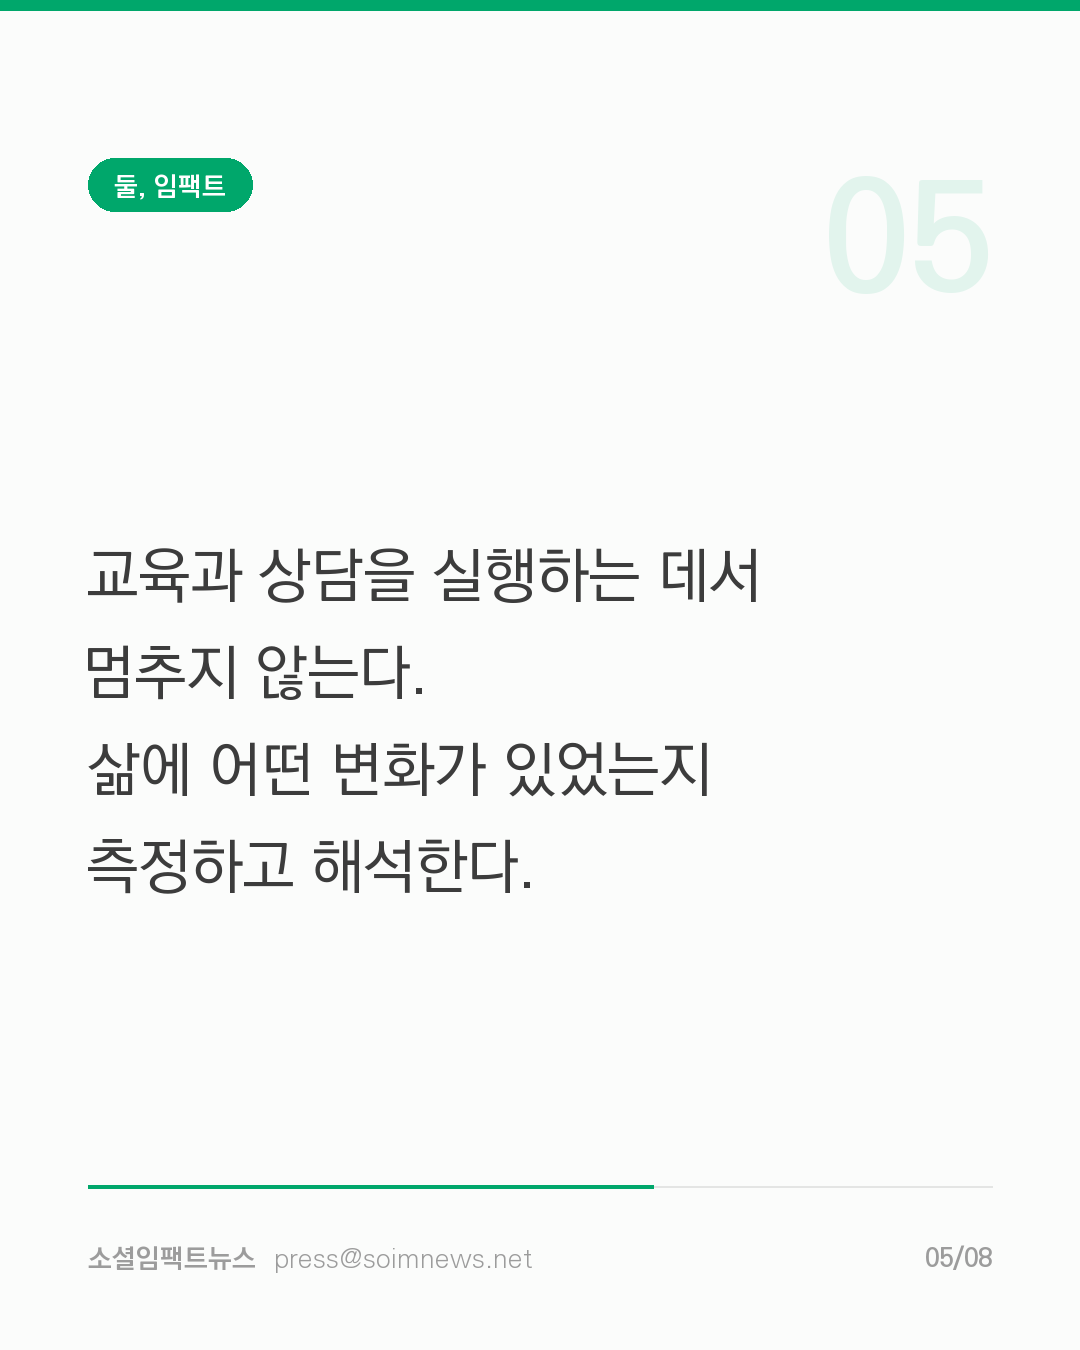 둘, 임팩트
05
교육과 상담을 실행하는 데서
멈추지 않는다.
삶에 어떤 변화가 있었는지
측정하고 해석한다.
소셜임팩트뉴스 press@soimnews.net
05/08